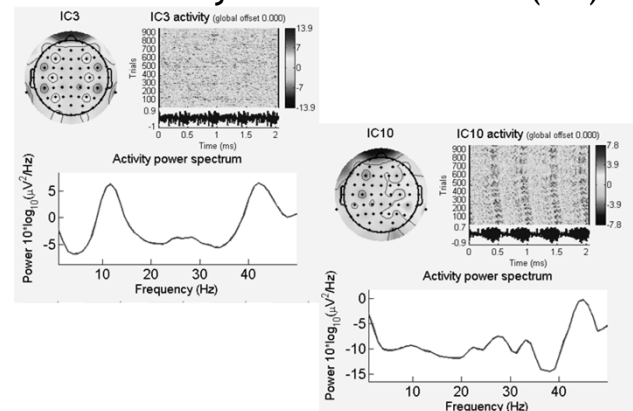 IC3
IC3 activity (global offset 0.000)
Trials
900
800
700
600
500
400
300
200
100
13.9
7
0
-7
-13.9
0.9
-1
0 0.5 1 1.5 2
Time (ms)
Activity power spectrum
Power 10*log10(μV2/Hz)
5
0
-5
10 20 30 40
Frequency (Hz)
IC10
IC10 activity (global offset 0.000)
Trials
900
800
700
600
500
400
300
200
100
7.8
3.9
0
-3.9
-7.8
0.7
-0.9
0 0.5 1 1.5 2
Time (ms)
Activity power spectrum
Power 10*log10(μV2/Hz)
0
-5
-10
-15
10 20 30 40
Frequency (Hz)